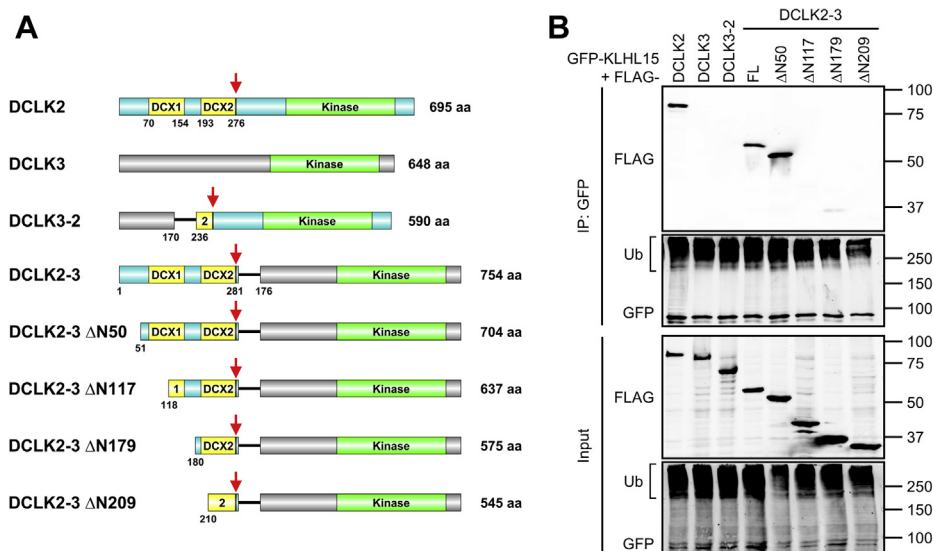 A
DCLK2
DCX1
DCX2
Kinase
695 aa
70
154
193
276
DCLK3
Kinase
648 aa
DCLK3-2
2
Kinase
590 aa
170
236
DCLK2-3
DCX1
DCX2
Kinase
754 aa
1
281
176
DCLK2-3 ΔN50
DCX1
DCX2
Kinase
704 aa
51
DCLK2-3 ΔN117
1
DCX2
Kinase
637 aa
118
DCLK2-3 ΔN179
DCX2
Kinase
575 aa
180
DCLK2-3 ΔN209
2
Kinase
545 aa
210
B
DCLK2-3
GFP-KLHL15
+ FLAG-
DCLK2
DCLK3
DCLK3-2
FL
ΔN50
ΔN117
ΔN179
ΔN209
IP: GFP
FLAG
100
75
50
37
Ub
GFP
250
150
100
Input
FLAG
100
75
50
37
Ub
GFP
250
150
100